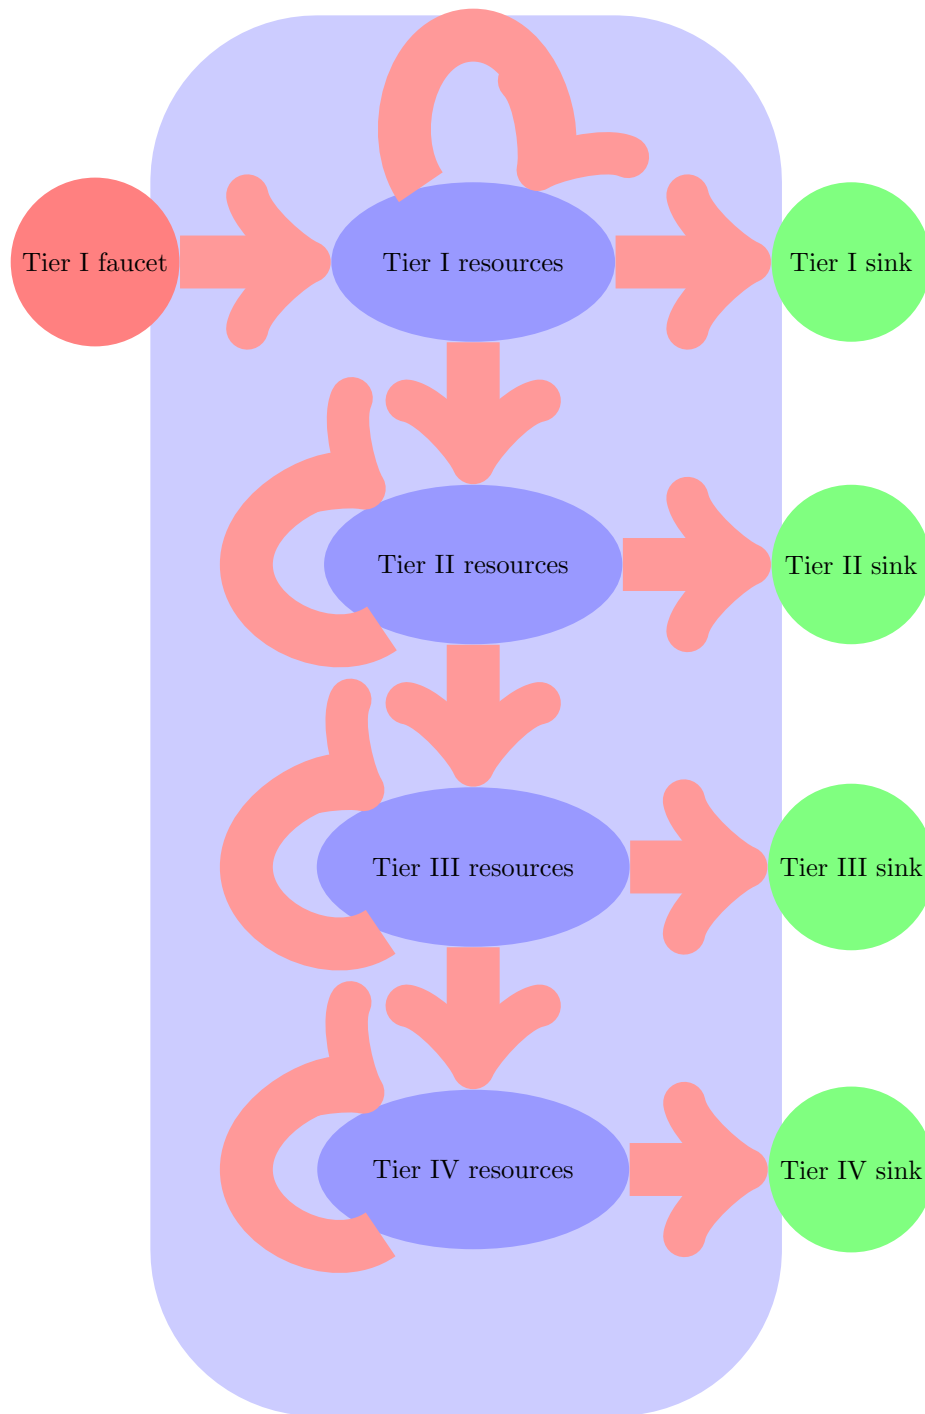 Tier I faucet
Tier I resources
Tier I sink
Tier II resources
Tier II sink
Tier III resources
Tier III sink
Tier IV resources
Tier IV sink